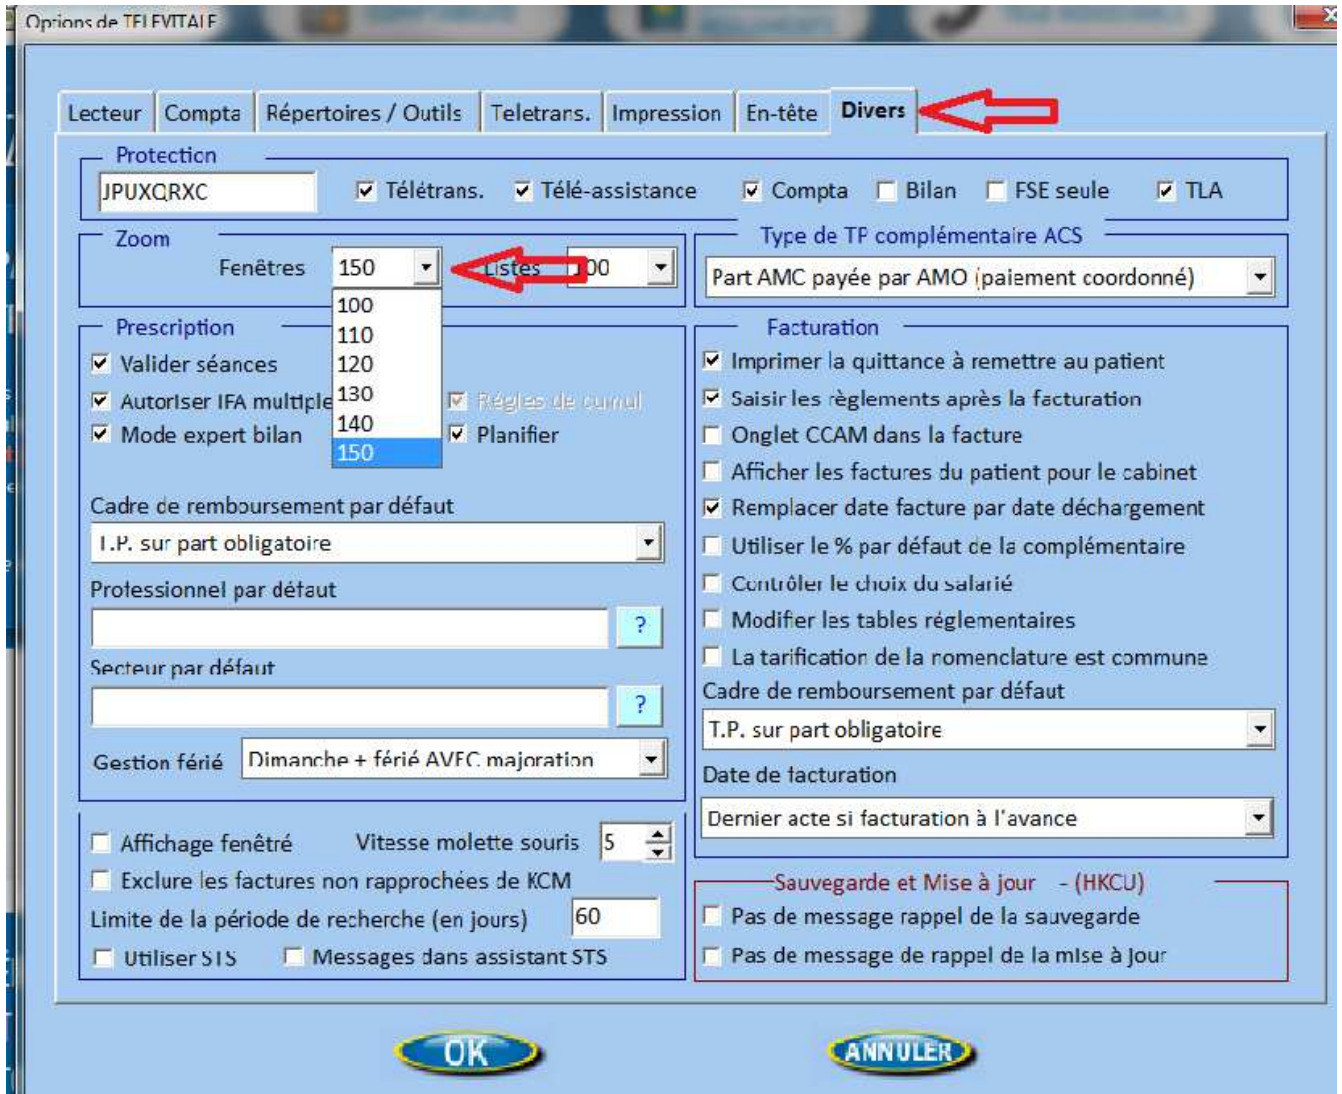 Options de TELEVITALE
Lecteur Compta Répertoires / Outils Teletrans. Impression En-tête Divers
Protection
JPUXQRXC Télétrans. Télé-assistance Compta Bilan FSE seule TLA
Zoom
Fenêtres 150 Listes 100
100
110
120
130
140
150
Type de TP complémentaire ACS
Part AMC payée par AMO (paiement coordonné)
Prescription
Valider séances
Autoriser IFA multiple Régles de cumul
Mode expert bilan Planifier
Cadre de remboursement par défaut
T.P. sur part obligatoire
Professionnel par défaut
?
Secteur par défaut
?
Gestion férié Dimanche + férié AVEC majoration
Facturation
Imprimer la quittance à remettre au patient
Saisir les règlements après la facturation
Onglet CCAM dans la facture
Afficher les factures du patient pour le cabinet
Remplacer date facture par date déchargement
Utiliser le % par défaut de la complémentaire
Contrôler le choix du salarié
Modifier les tables réglementaires
La tarification de la nomenclature est commune
Cadre de remboursement par défaut
T.P. sur part obligatoire
Date de facturation
Dernier acte si facturation à l'avance
Affichage fenêtré Vitesse molette souris 5
Exclure les factures non rapprochées de KCM
Limite de la période de recherche (en jours) 60
Utiliser STS Messages dans assistant STS
Sauvegarde et Mise à jour - (HKCU)
Pas de message rappel de la sauvegarde
Pas de message de rappel de la mise à jour
OK ANNULER